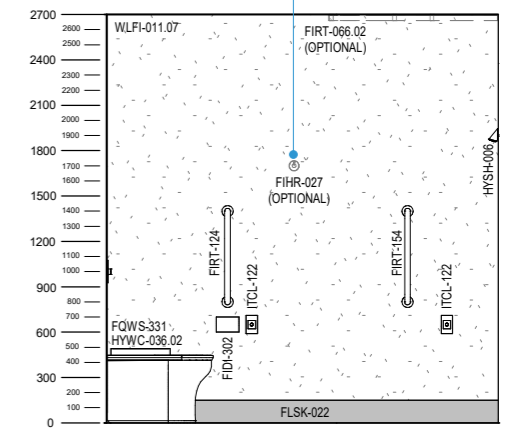 2700
2600
2500
2400
2300
2200
2100
2000
1900
1800
1700
1600
1500
1400
1300
1200
1100
1000
900
800
700
600
500
400
300
200
100
0
WLFI-011.07
FIRT-066.02
(OPTIONAL)
HYSH-006
FIHR-027
(OPTIONAL)
FIRT-124
ITCL-122
FIRT-154
ITCL-122
FQWS-331
HYWC-036.02
FIDI-302
FLSK-022